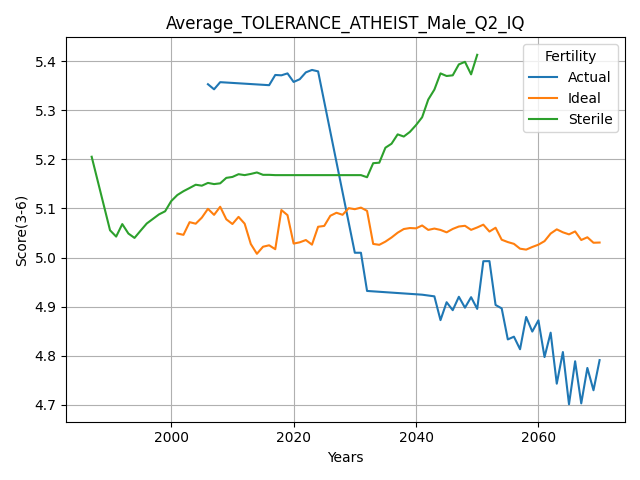 Average_TOLERANCE_ATHEIST_Male_Q2_IQ
Fertility
Actual
Ideal
Sterile
Score(3-6)
5.4
5.3
5.2
5.1
5.0
4.9
4.8
4.7
2000
2020
2040
2060
Years